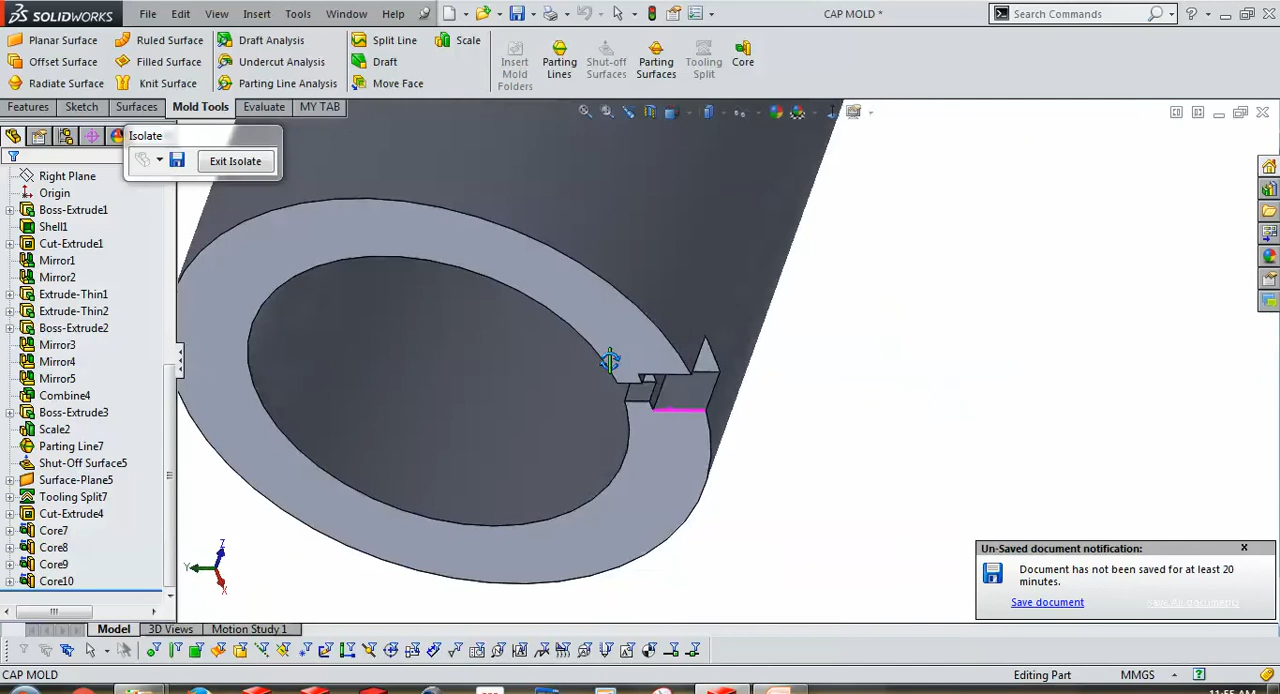 SOLIDWORKS File Edit View Insert Tools Window Help CAP MOLD * Search Commands
Planar Surface Ruled Surface Draft Analysis Split Line Scale
Offset Surface Filled Surface Undercut Analysis Draft
Radiate Surface Knit Surface Parting Line Analysis Move Face
Insert Mold Folders
Parting Lines
Shut-off Surfaces
Parting Surfaces
Tooling Split
Core
Features Sketch Surfaces Mold Tools Evaluate MY TAB
Isolate
Exit Isolate
Right Plane
Origin
Boss-Extrude1
Shell1
Cut-Extrude1
Mirror1
Mirror2
Extrude-Thin1
Extrude-Thin2
Boss-Extrude2
Mirror3
Mirror4
Mirror5
Combine4
Boss-Extrude3
Scale2
Parting Line7
Shut-Off Surface5
Surface-Plane5
Tooling Split7
Cut-Extrude4
Core7
Core8
Core9
Core10
Z
Y
X
Un-Saved document notification: x
Document has not been saved for at least 20
minutes.
Save document
Model 3D Views Motion Study 1
CAP MOLD Editing Part MMGS
11:55 AM